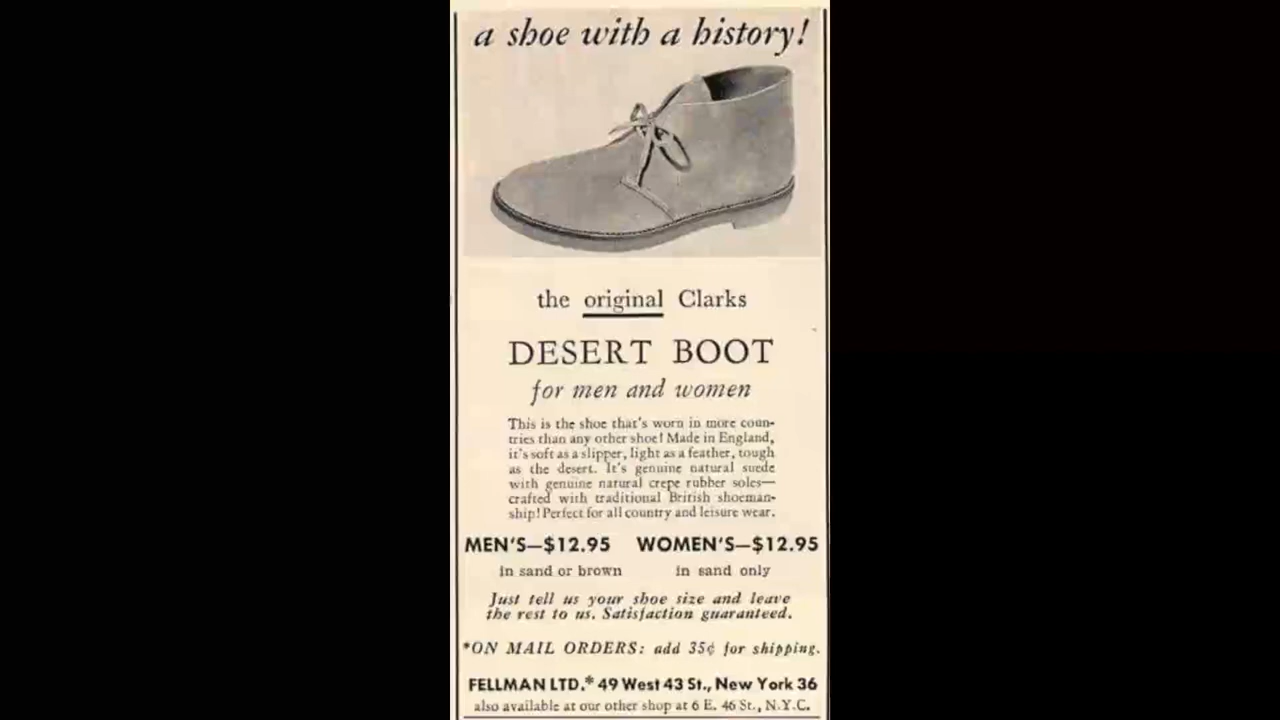 a shoe with a history!
the original Clarks
DESERT BOOT
for men and women
This is the shoe that's worn in more coun-
tries than any other shoe! Made in England,
it's soft as a slipper, light as a feather, tough
as the desert. It's genuine natural suede
with genuine natural crepe rubber soles—
crafted with traditional British shoeman-
ship! Perfect for all country and leisure wear.
MEN'S—$12.95 WOMEN'S—$12.95
in sand or brown in sand only
Just tell us your shoe size and leave
the rest to us. Satisfaction guaranteed.
*ON MAIL ORDERS: add 35¢ for shipping.
FELLMAN LTD.* 49 West 43 St., New York 36
also available at our other shop at 6 E. 46 St., N.Y.C.